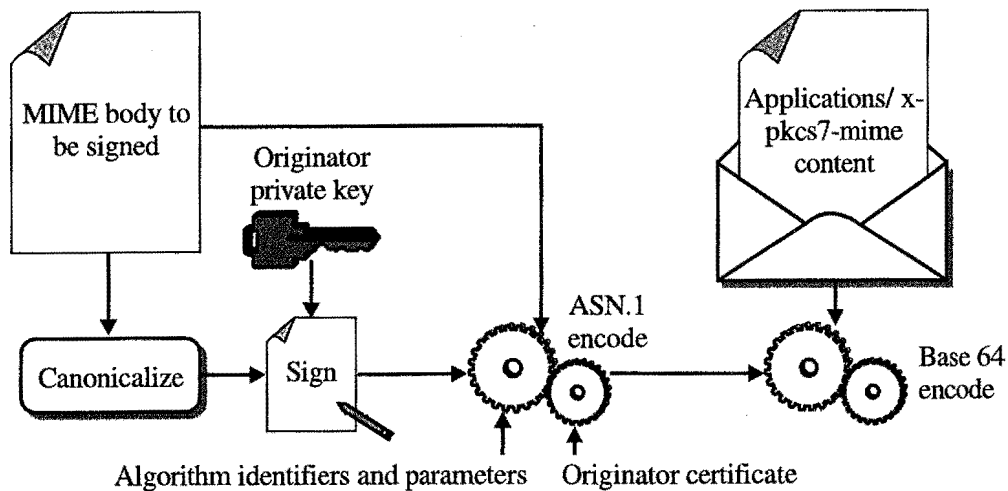 MIME body to
be signed
Originator
private key
Applications/ x-
pkcs7-mime
content
ASN.1
encode
Canonicalize
Sign
Base 64
encode
Algorithm identifiers and parameters
Originator certificate